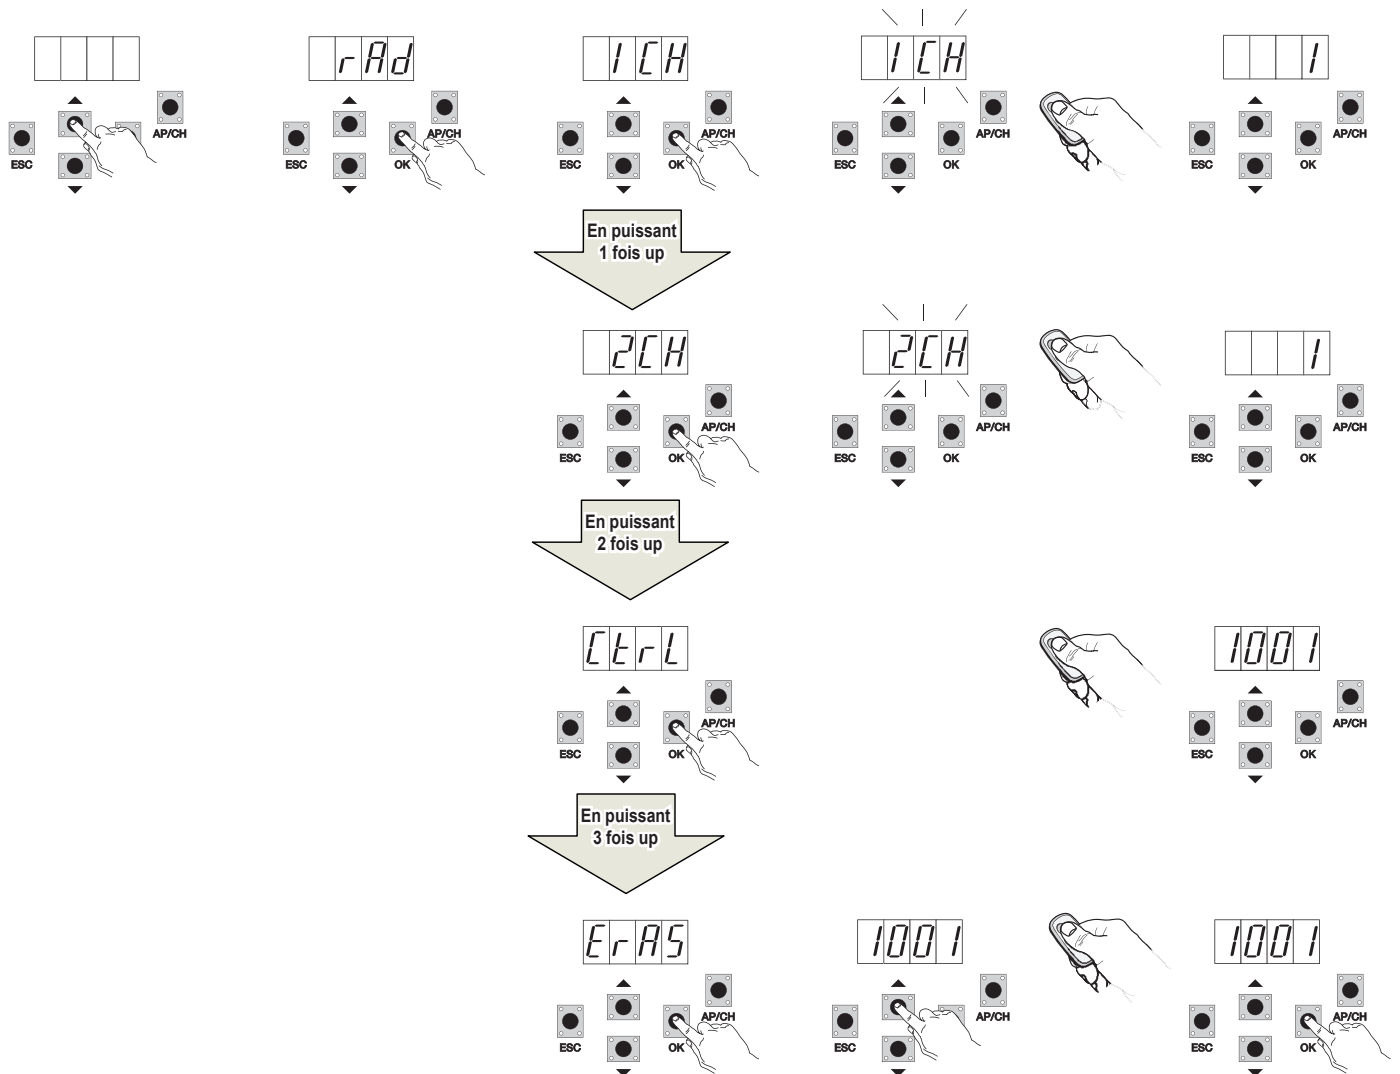 rAd
1CH
1CH
1
AP/CH
ESC
AP/CH
ESC
OK
AP/CH
ESC
OK
AP/CH
ESC
OK
AP/CH
ESC
OK
En puissant
1 fois up
2CH
2CH
1
AP/CH
ESC
OK
AP/CH
ESC
OK
AP/CH
ESC
OK
En puissant
2 fois up
CtrL
1001
AP/CH
ESC
OK
AP/CH
ESC
OK
En puissant
3 fois up
ErAS
1001
1001
AP/CH
ESC
OK
AP/CH
ESC
AP/CH
ESC
OK